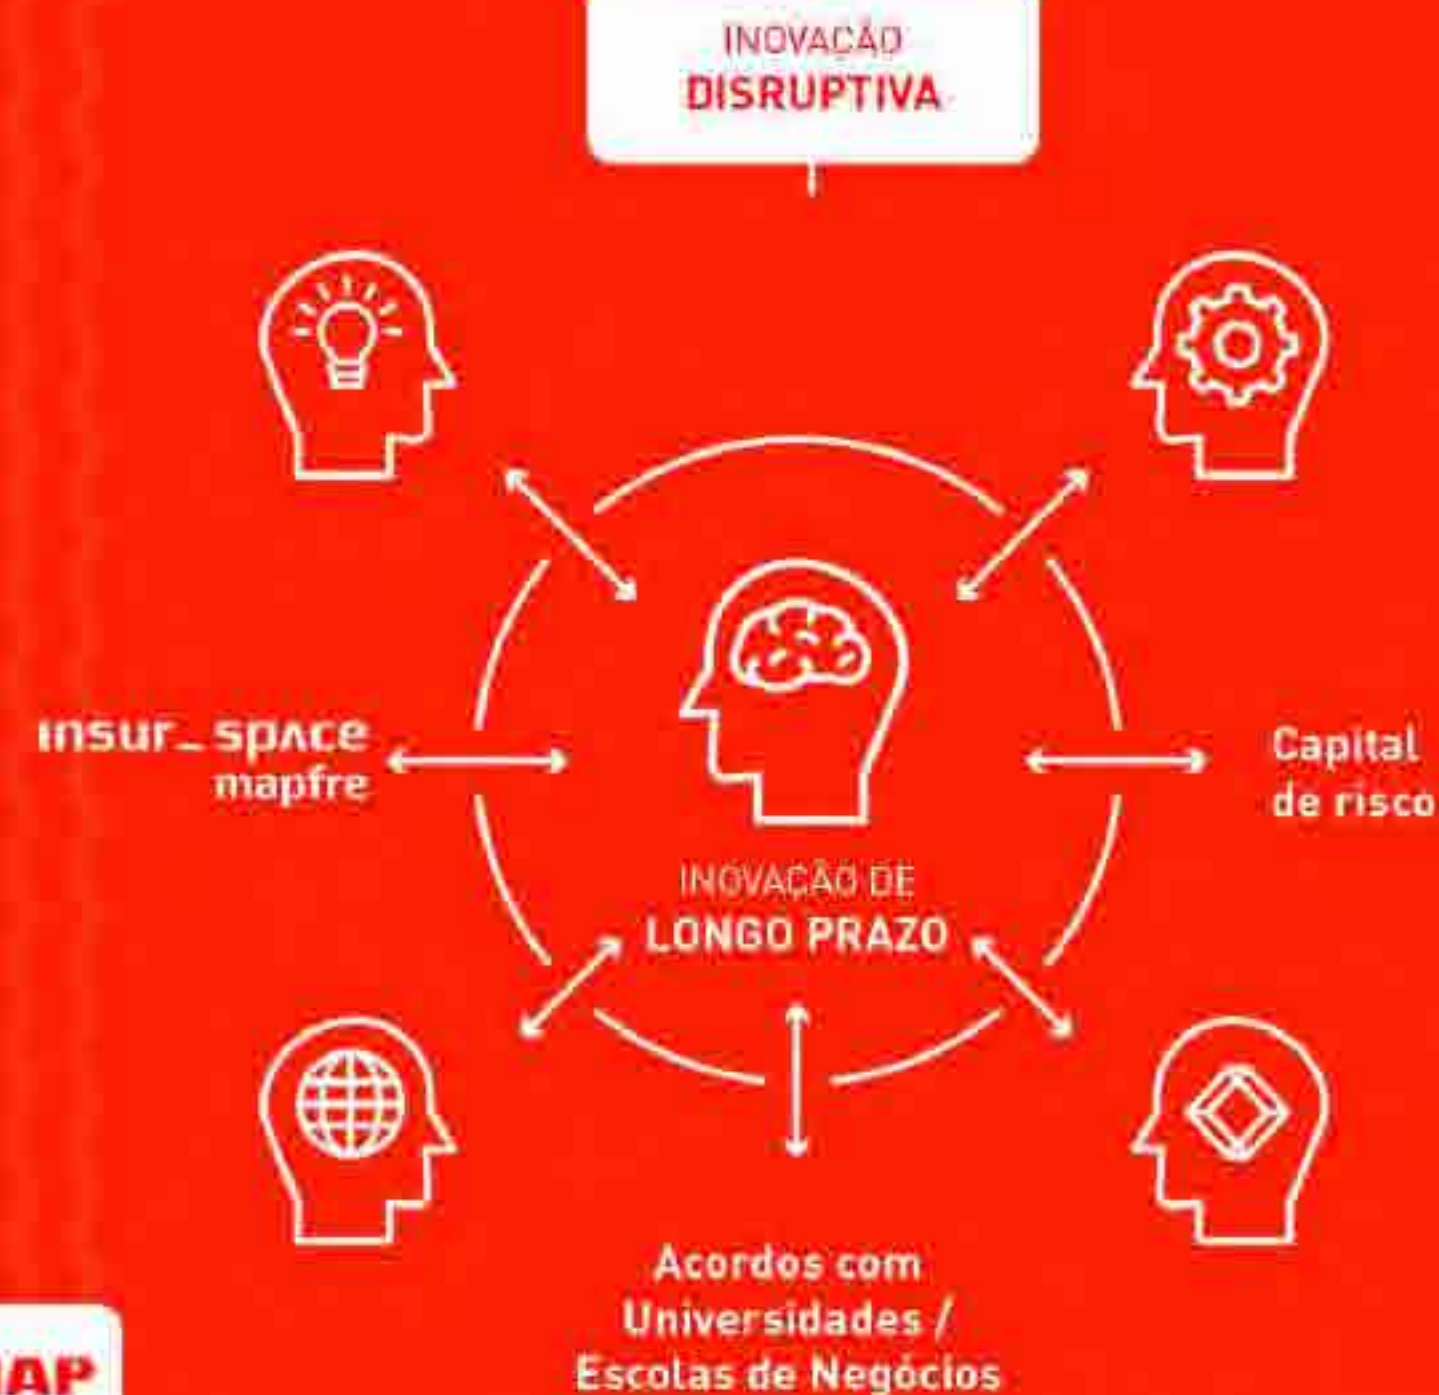 INOVAÇÃO
DISRUPTIVA
insur_space
mapfre
Capital
de risco
INOVAÇÃO DE
LONGO PRAZO
Acordos com
Universidades /
Escolas de Negócios